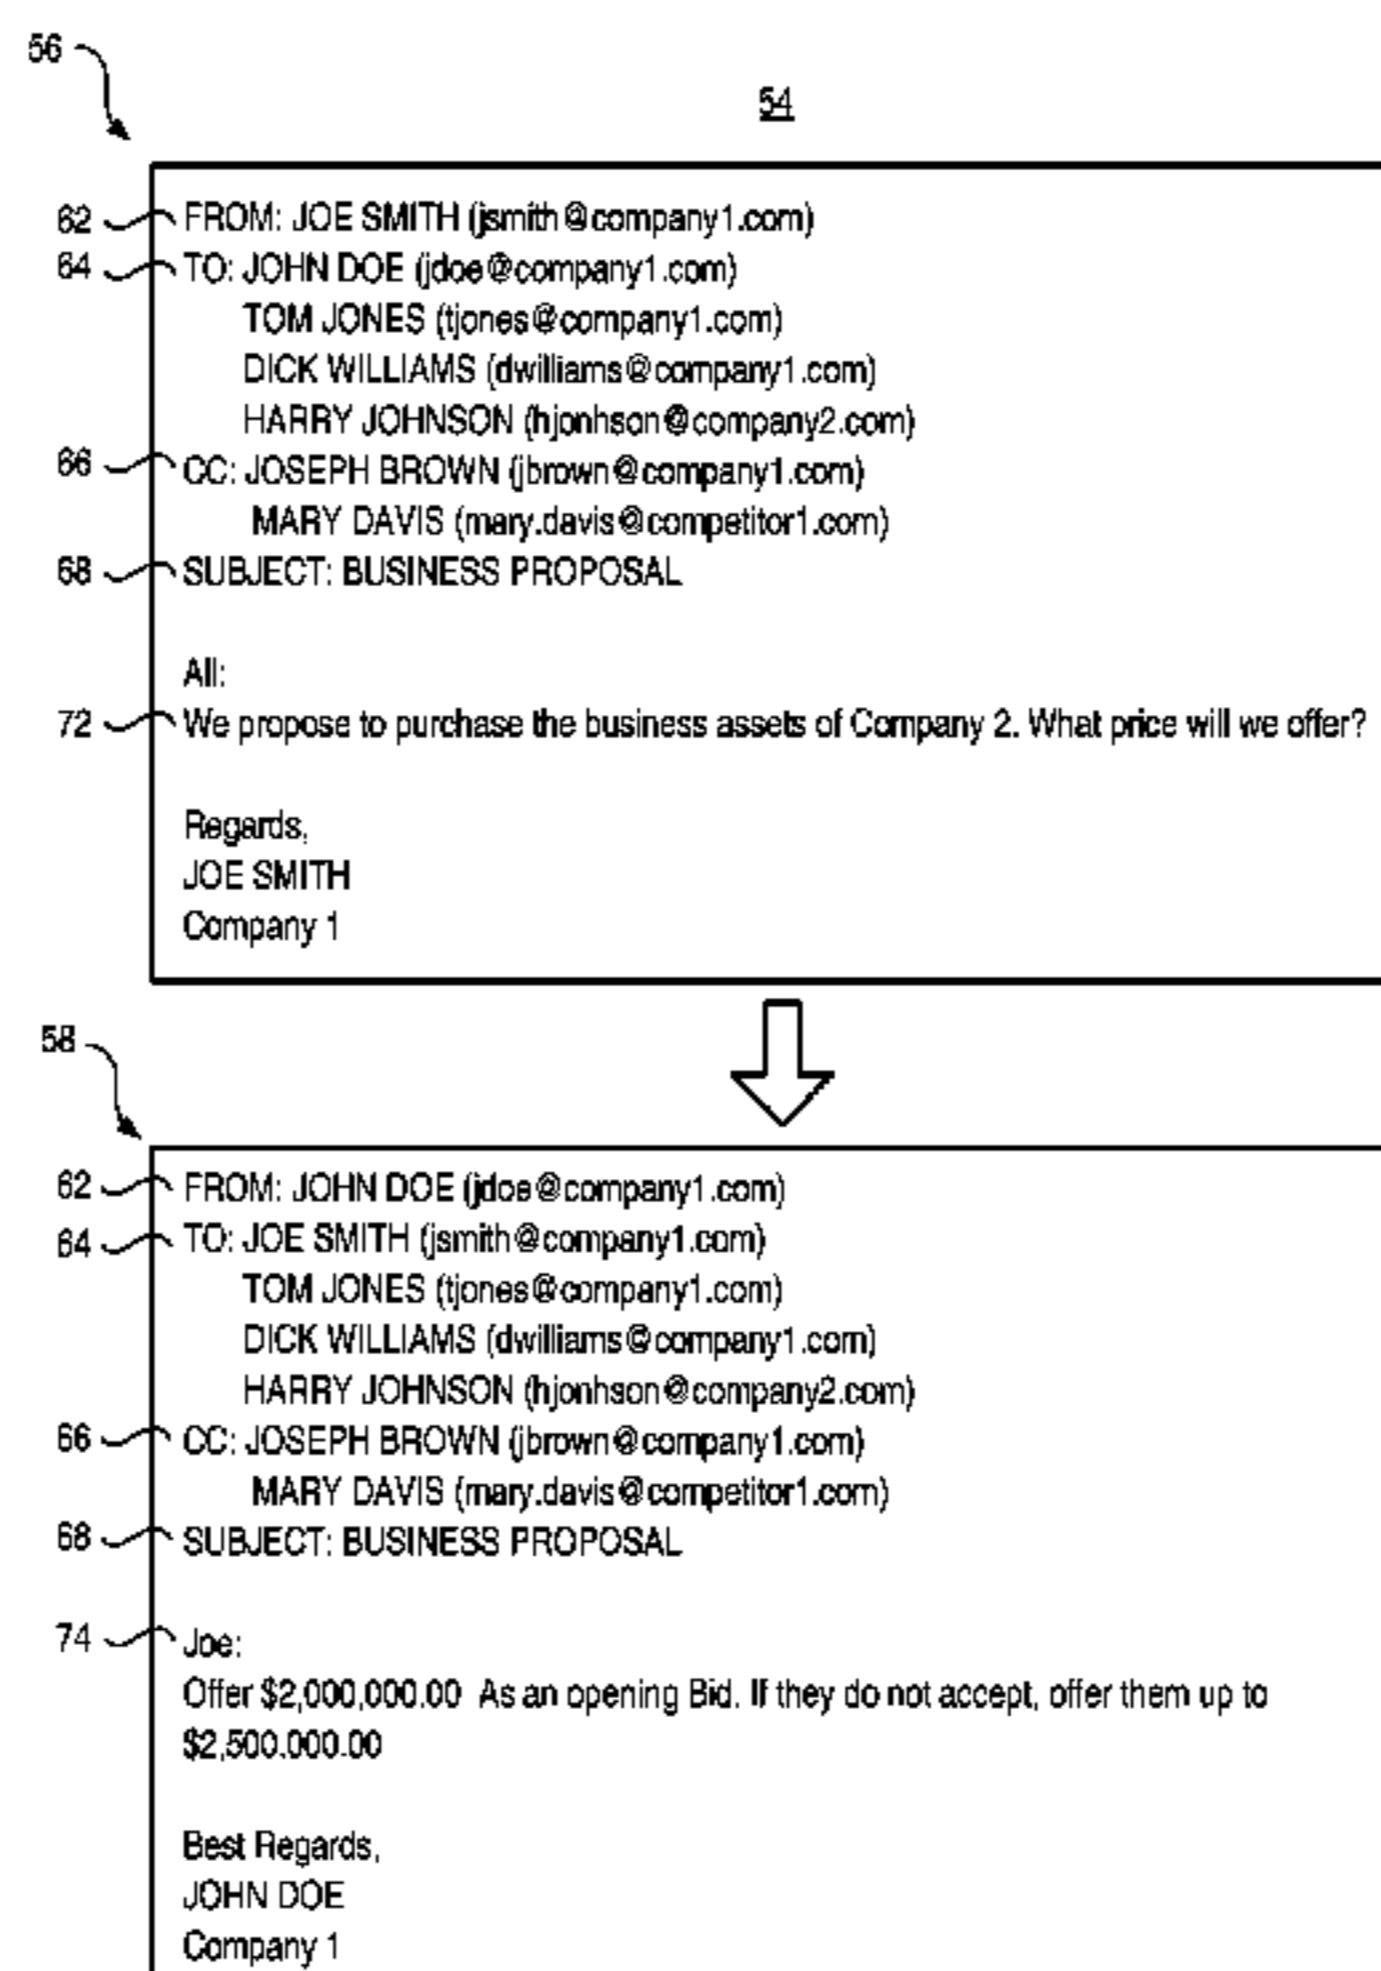 56
54
62 FROM: JOE SMITH (jsmith@company1.com)
64 TO: JOHN DOE (jdoe@company1.com)
TOM JONES (tjones@company1.com)
DICK WILLIAMS (dwilliams@company1.com)
HARRY JOHNSON (hjonhson@company2.com)
66 CC: JOSEPH BROWN (jbrown@company1.com)
MARY DAVIS (mary.davis@competitor1.com)
68 SUBJECT: BUSINESS PROPOSAL
All:
72 We propose to purchase the business assets of Company 2. What price will we offer?
Regards,
JOE SMITH
Company 1
58
62 FROM: JOHN DOE (jdoe@company1.com)
64 TO: JOE SMITH (jsmith@company1.com)
TOM JONES (tjones@company1.com)
DICK WILLIAMS (dwilliams@company1.com)
HARRY JOHNSON (hjonhson@company2.com)
66 CC: JOSEPH BROWN (jbrown@company1.com)
MARY DAVIS (mary.davis@competitor1.com)
68 SUBJECT: BUSINESS PROPOSAL
74 Joe:
Offer $2,000,000.00 As an opening Bid. If they do not accept, offer them up to
$2,500.000.00
Best Regards,
JOHN DOE
Company 1